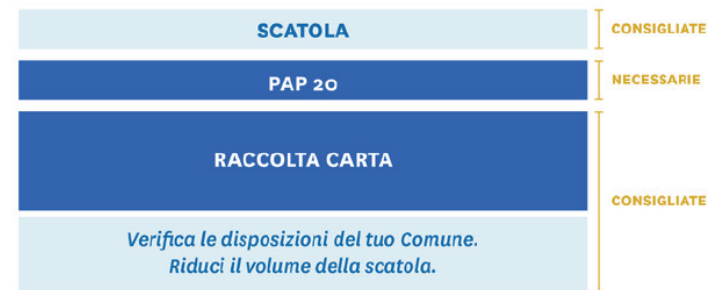 SCATOLA
CONSIGLIATE
PAP 20
NECESSARIE
RACCOLTA CARTA
CONSIGLIATE
Verifica le disposizioni del tuo Comune.
Riduci il volume della scatola.